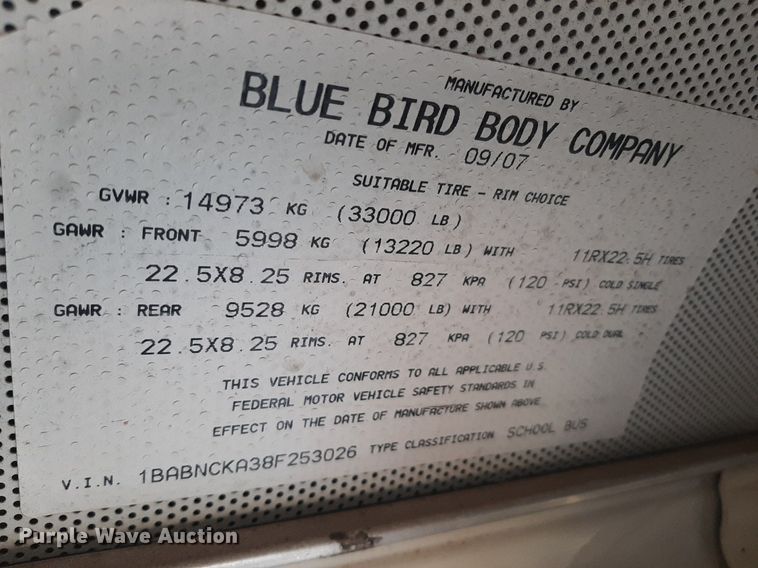 MANUFACTURED BY
BLUE BIRD BODY COMPANY
DATE OF MFR. 09/07
SUITABLE TIRE - RIM CHOICE
GVWR : 14973 KG (33000 LB)
GAWR : FRONT 5998 KG (13220 LB) WITH 11RX22.5H TIRES
22.5X8.25 RIMS. AT 827 KPA (120 PSI) COLD SINGLE
GAWR : REAR 9528 KG (21000 LB) WITH 11RX22.5H TIRES
22.5X8.25 RIMS. AT 827 KPA (120 PSI) COLD DUAL
THIS VEHICLE CONFORMS TO ALL APPLICABLE U.S.
FEDERAL MOTOR VEHICLE SAFETY STANDARDS IN
EFFECT ON THE DATE OF MANUFACTURE SHOWN ABOVE
V.I.N. 1BABNCKA38F253026 TYPE CLASSIFICATION SCHOOL BUS
Purple Wave Auction